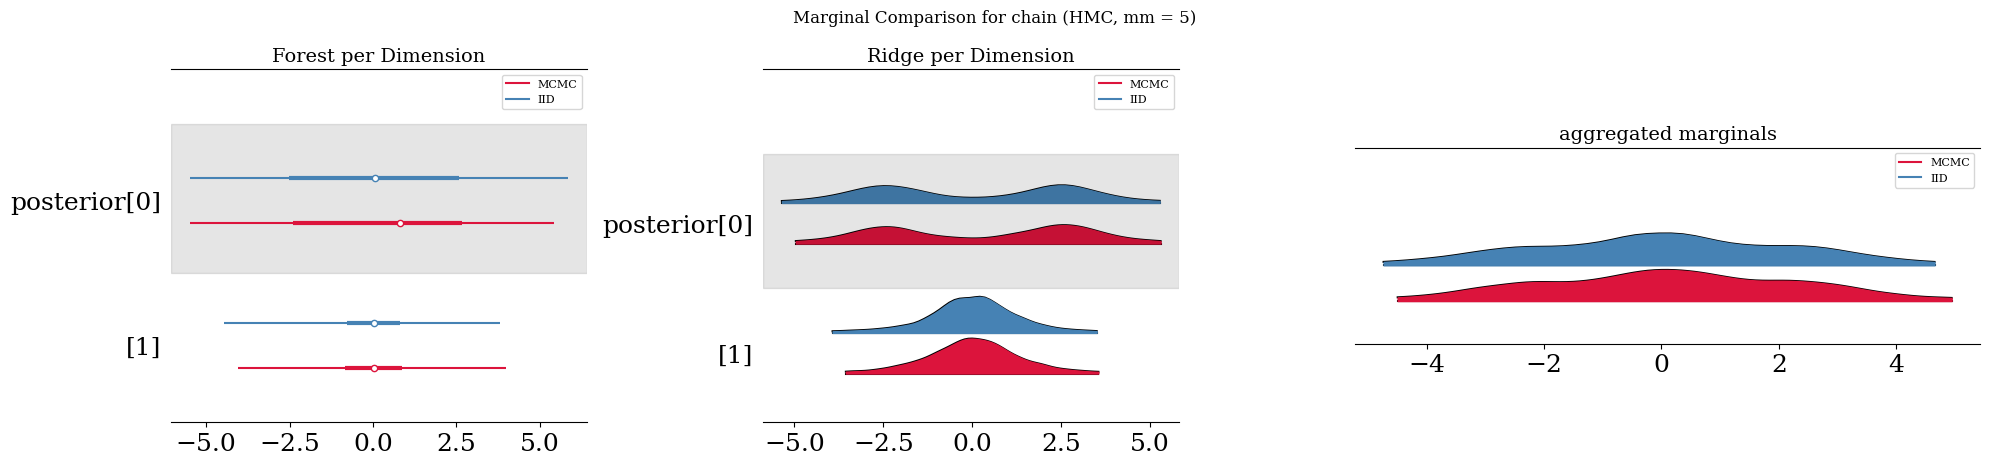 Marginal Comparison for chain (HMC, mm = 5)
Forest per Dimension
MCMC
IID
posterior[0]
[1]
−5.0 −2.5 0.0 2.5 5.0
Ridge per Dimension
MCMC
IID
posterior[0]
[1]
−5.0 −2.5 0.0 2.5 5.0
aggregated marginals
MCMC
IID
−4 −2 0 2 4